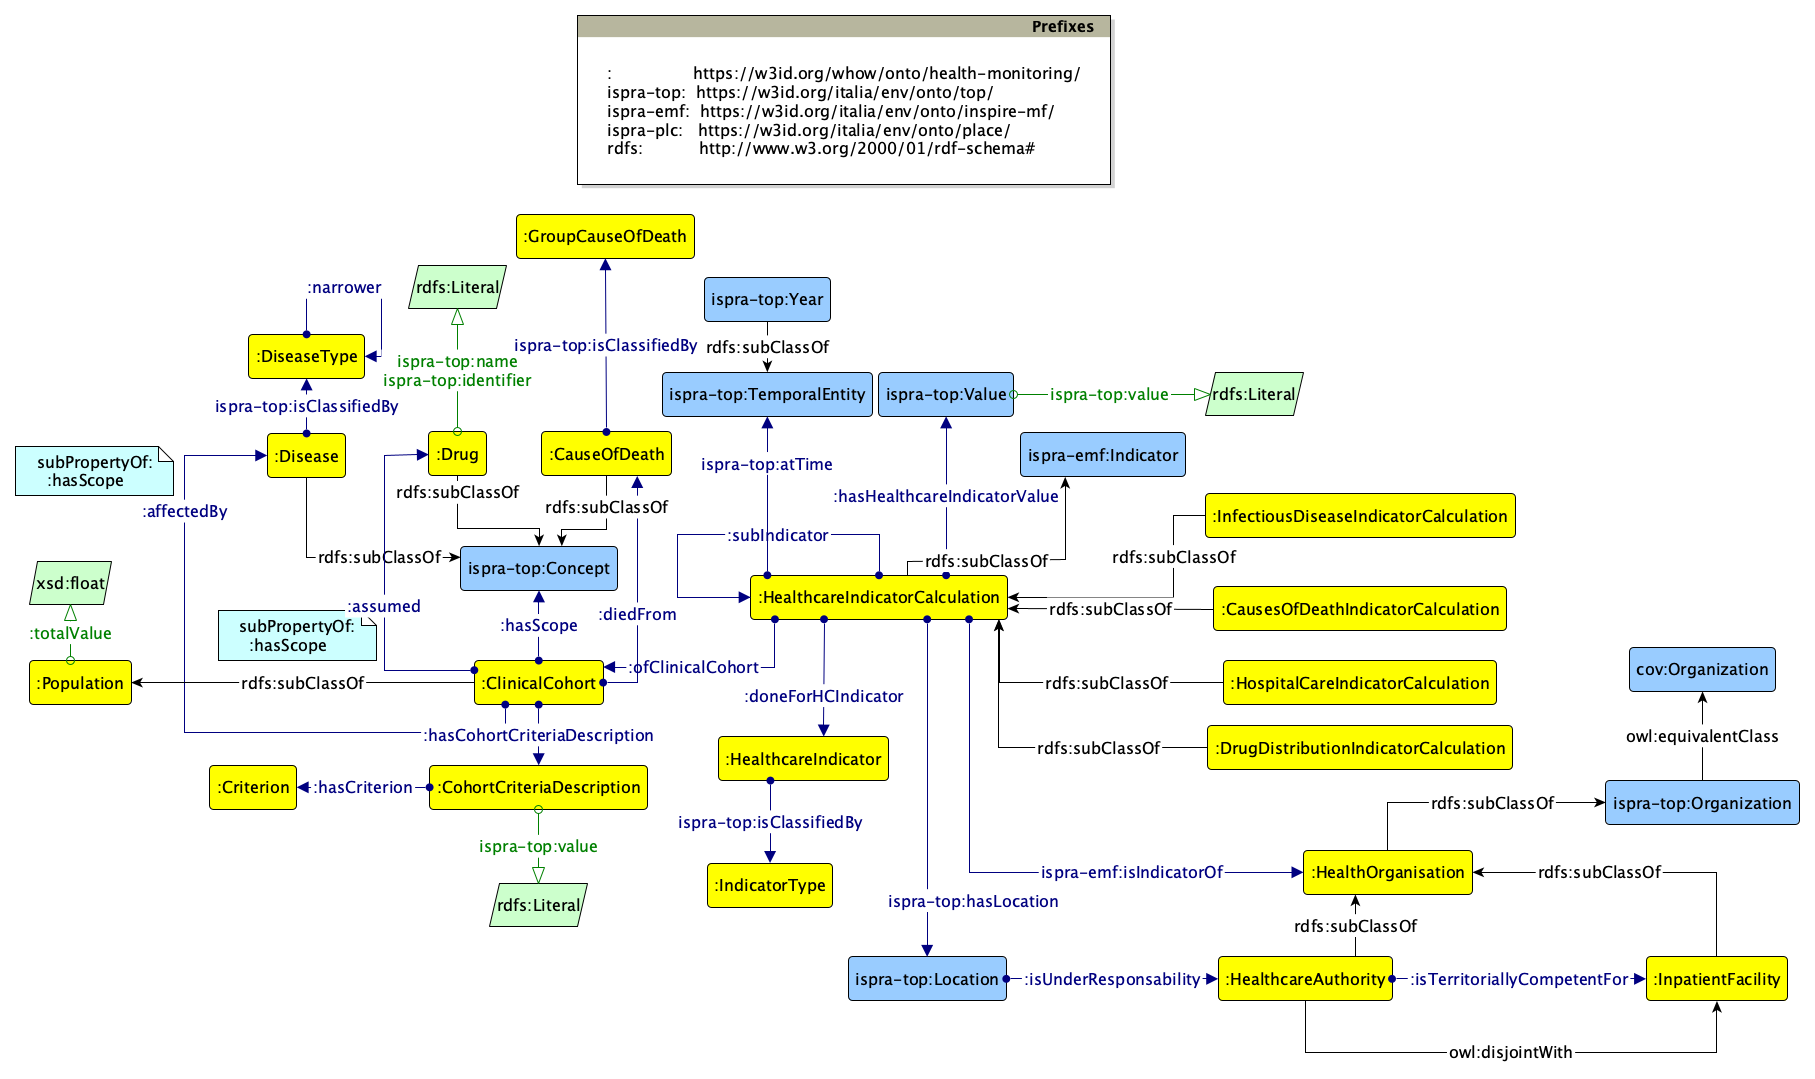 Prefixes
: https://w3id.org/whow/onto/health-monitoring/
ispra-top: https://w3id.org/italia/env/onto/top/
ispra-emf: https://w3id.org/italia/env/onto/inspire-mf/
ispra-plc: https://w3id.org/italia/env/onto/place/
rdfs: http://www.w3.org/2000/01/rdf-schema#
:GroupCauseOfDeath
:narrower
rdfs:Literal
ispra-top:Year
ispra-top:isClassifiedBy
rdfs:subClassOf
:DiseaseType
ispra-top:name
ispra-top:identifier
ispra-top:TemporalEntity
ispra-top:Value
ispra-top:value
rdfs:Literal
ispra-top:isClassifiedBy
:Disease
:Drug
:CauseOfDeath
ispra-emf:Indicator
subPropertyOf:
:hasScope
ispra-top:atTime
rdfs:subClassOf
rdfs:subClassOf
:hasHealthcareIndicatorValue
:affectedBy
:InfectiousDiseaseIndicatorCalculation
:subIndicator
rdfs:subClassOf
rdfs:subClassOf
rdfs:subClassOf
ispra-top:Concept
xsd:float
:HealthcareIndicatorCalculation
:assumed
:diedFrom
rdfs:subClassOf
:CausesOfDeathIndicatorCalculation
subPropertyOf:
:hasScope
:totalValue
:hasScope
:ofClinicalCohort
:Population
rdfs:subClassOf
:ClinicalCohort
:doneForHCIndicator
rdfs:subClassOf
:HospitalCareIndicatorCalculation
cov:Organization
:hasCohortCriteriaDescription
owl:equivalentClass
rdfs:subClassOf
:DrugDistributionIndicatorCalculation
:HealthcareIndicator
:Criterion
:hasCriterion
:CohortCriteriaDescription
rdfs:subClassOf
ispra-top:Organization
ispra-top:isClassifiedBy
ispra-top:value
:IndicatorType
ispra-emf:isIndicatorOf
:HealthOrganisation
rdfs:subClassOf
rdfs:Literal
ispra-top:hasLocation
rdfs:subClassOf
ispra-top:Location
:isUnderResponsability
:HealthcareAuthority
:isTerritoriallyCompetentFor
:InpatientFacility
owl:disjointWith